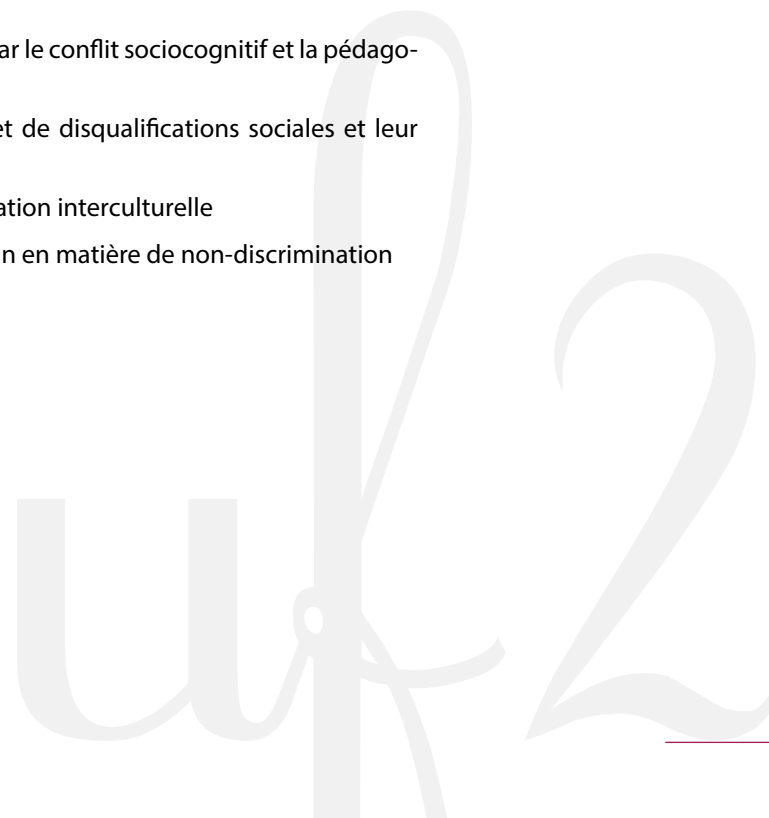 ar le conflit sociocognitif et la pédago-
et de disqualifications sociales et leur
ation interculturelle
n en matière de non-discrimination
uf2